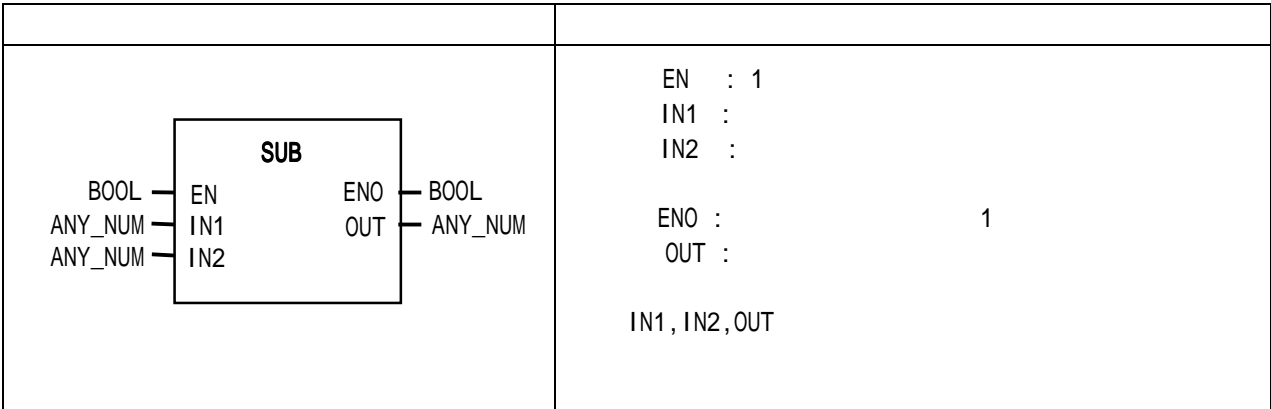 SUB
BOOL EN ENO BOOL
ANY_NUM IN1 OUT ANY_NUM
ANY_NUM IN2
EN : 1
IN1 :
IN2 :
ENO : 1
OUT :
IN1,IN2,OUT